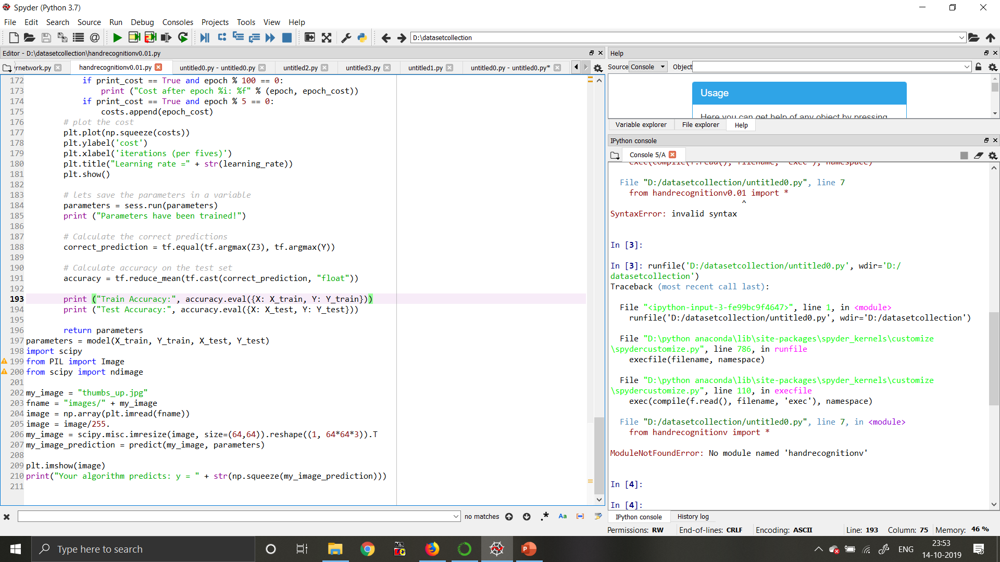 Spyder (Python 3.7)
File Edit Search Source Run Debug Consoles Projects Tools View Help
D:\datasetcollection
Editor - D:\datasetcollection\handrecognitionv0.01.py
rnetwork.py handrecognitionv0.01.py untitled0.py - untitled0.py untitled2.py untitled3.py untitled1.py untitled0.py - untitled0.py*
172 if print_cost == True and epoch % 100 == 0:
173 print ("Cost after epoch %i: %f" % (epoch, epoch_cost))
174 if print_cost == True and epoch % 5 == 0:
175 costs.append(epoch_cost)
176 # plot the cost
177 plt.plot(np.squeeze(costs))
178 plt.ylabel('cost')
179 plt.xlabel('iterations (per fives)')
180 plt.title("Learning rate =" + str(learning_rate))
181 plt.show()
182
183 # lets save the parameters in a variable
184 parameters = sess.run(parameters)
185 print ("Parameters have been trained!")
186
187 # Calculate the correct predictions
188 correct_prediction = tf.equal(tf.argmax(Z3), tf.argmax(Y))
189
190 # Calculate accuracy on the test set
191 accuracy = tf.reduce_mean(tf.cast(correct_prediction, "float"))
192
193 print ("Train Accuracy:", accuracy.eval({X: X_train, Y: Y_train}))
194 print ("Test Accuracy:", accuracy.eval({X: X_test, Y: Y_test}))
195
196 return parameters
197 parameters = model(X_train, Y_train, X_test, Y_test)
198 import scipy
199 from PIL import Image
200 from scipy import ndimage
201
202 my_image = "thumbs_up.jpg"
203 fname = "images/" + my_image
204 image = np.array(plt.imread(fname))
205 image = image/255.
206 my_image = scipy.misc.imresize(image, size=(64,64)).reshape((1, 64*64*3)).T
207 my_image_prediction = predict(my_image, parameters)
208
209 plt.imshow(image)
210 print("Your algorithm predicts: y = " + str(np.squeeze(my_image_prediction)))
211
no matches .* Aa
Help
Source Console Object
Usage
Here you can get help of any object by pressing
Variable explorer File explorer Help
IPython console
Console 5/A
exec(compile(f.read(), filename, 'exec'), namespace)
File "D:/datasetcollection/untitled0.py", line 7
from handrecognitionv0.01 import *
^
SyntaxError: invalid syntax
In [3]:
In [3]: runfile('D:/datasetcollection/untitled0.py', wdir='D:/
datasetcollection')
Traceback (most recent call last):
File "<ipython-input-3-fe99bc9f4647>", line 1, in <module>
runfile('D:/datasetcollection/untitled0.py', wdir='D:/datasetcollection')
File "D:\python anaconda\lib\site-packages\spyder_kernels\customize
\spydercustomize.py", line 786, in runfile
execfile(filename, namespace)
File "D:\python anaconda\lib\site-packages\spyder_kernels\customize
\spydercustomize.py", line 110, in execfile
exec(compile(f.read(), filename, 'exec'), namespace)
File "D:/datasetcollection/untitled0.py", line 7, in <module>
from handrecognitionv import *
ModuleNotFoundError: No module named 'handrecognitionv'
In [4]:
In [4]:
IPython console History log
Permissions: RW End-of-lines: CRLF Encoding: ASCII Line: 193 Column: 75 Memory: 46 %
Type here to search
ENG
23:53
14-10-2019